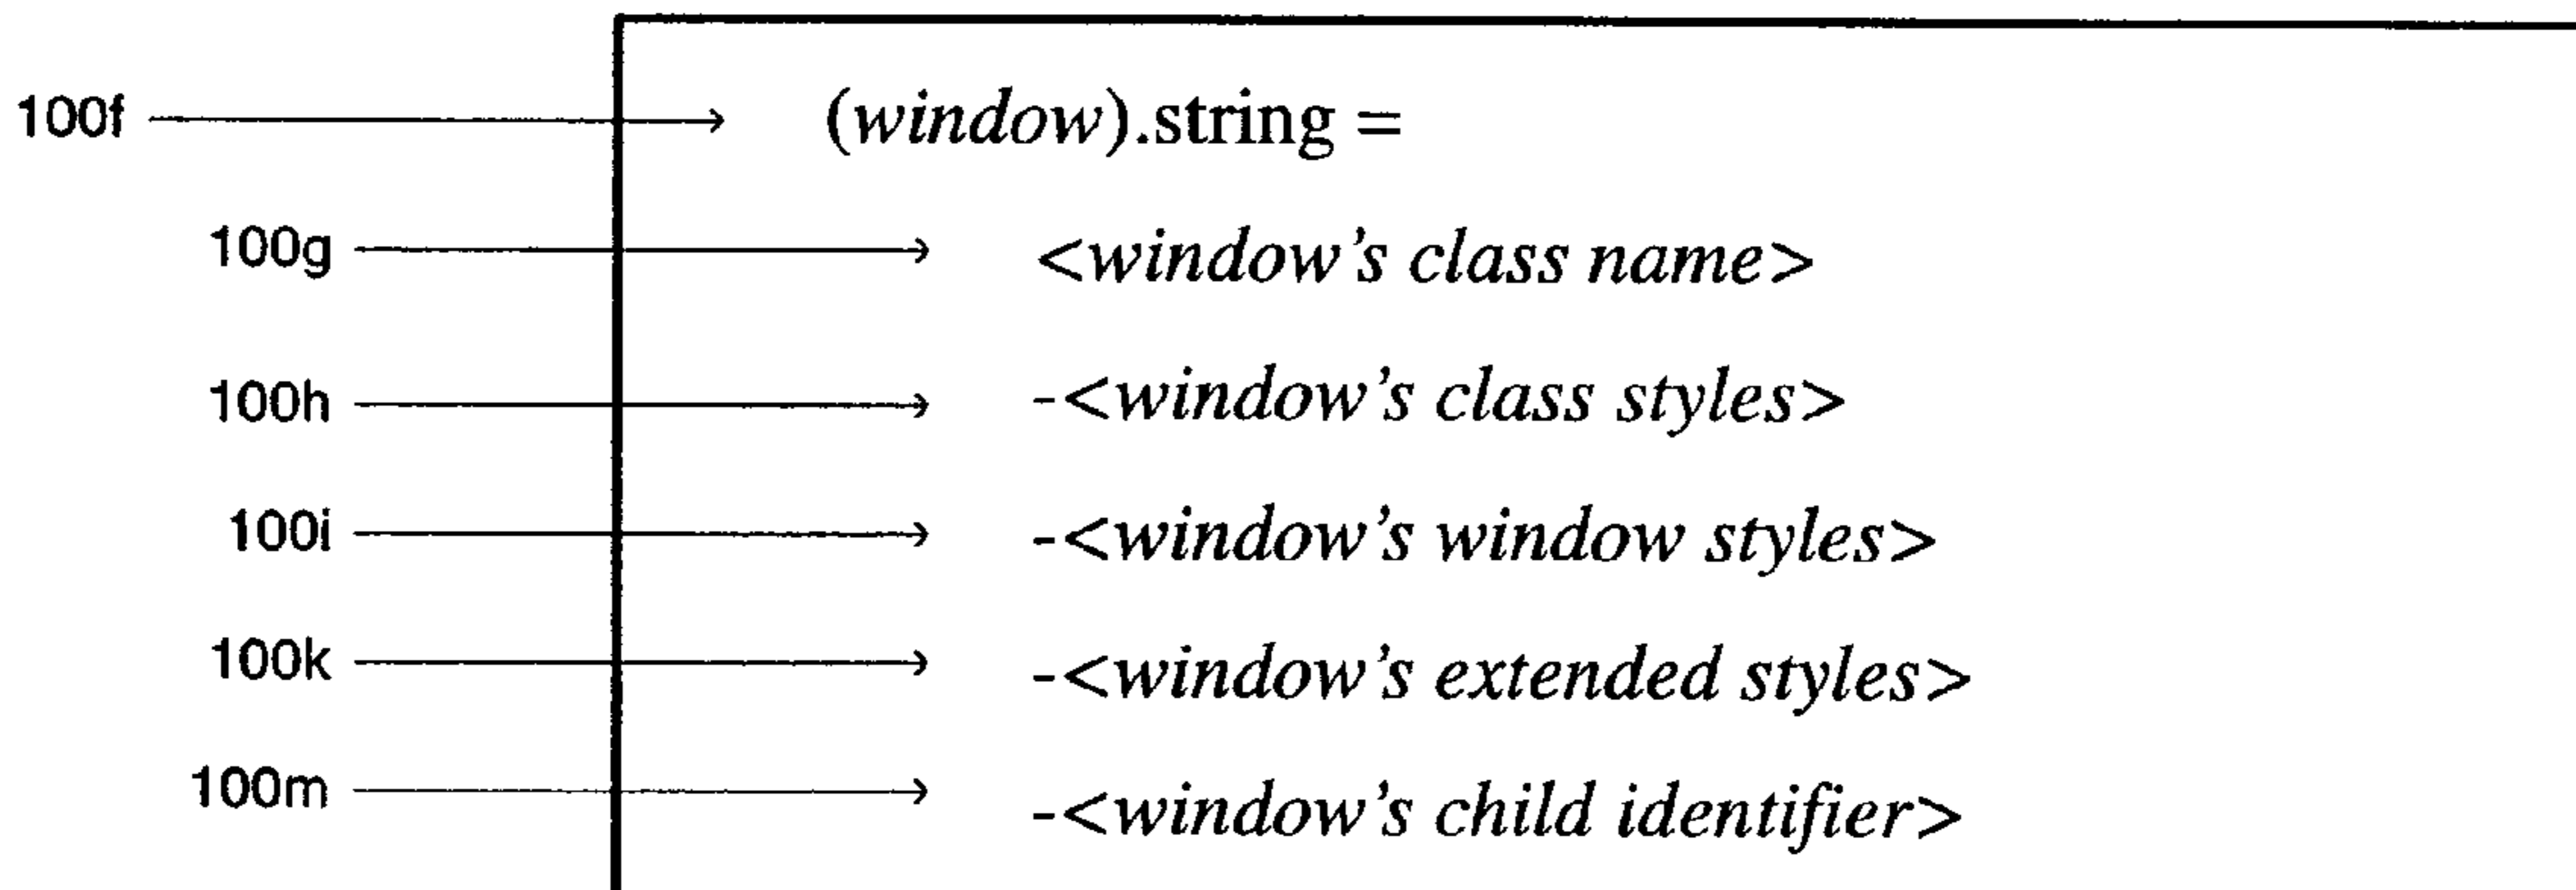 100f (window).string =
100g <window's class name>
100h -<window's class styles>
100i -<window's window styles>
100k -<window's extended styles>
100m -<window's child identifier>